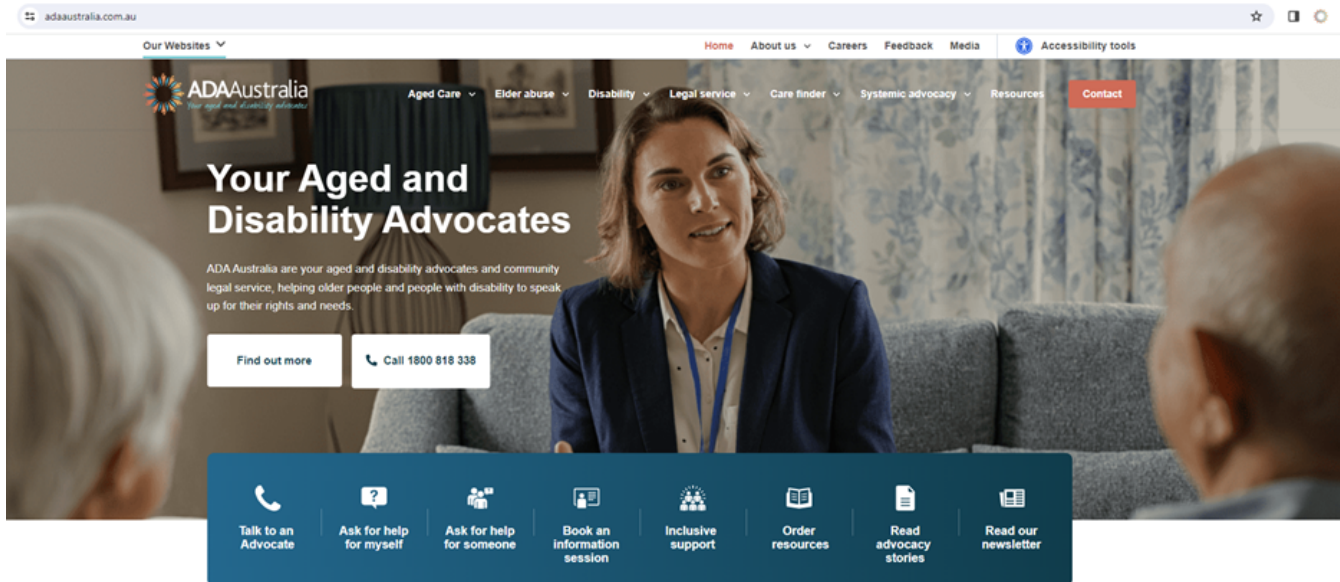 adaaustralia.com.au
Our Websites
Home About us Careers Feedback Media Accessibility tools
ADAAustralia
Your aged and disability advocates
Aged Care Elder abuse Disability Legal service Care finder Systemic advocacy Resources Contact
Your Aged and
Disability Advocates
ADA Australia are your aged and disability advocates and community
legal service, helping older people and people with disability to speak
up for their rights and needs.
Find out more Call 1800 818 338
Talk to an
Advocate
Ask for help
for myself
Ask for help
for someone
Book an
information
session
Inclusive
support
Order
resources
Read
advocacy
stories
Read our
newsletter